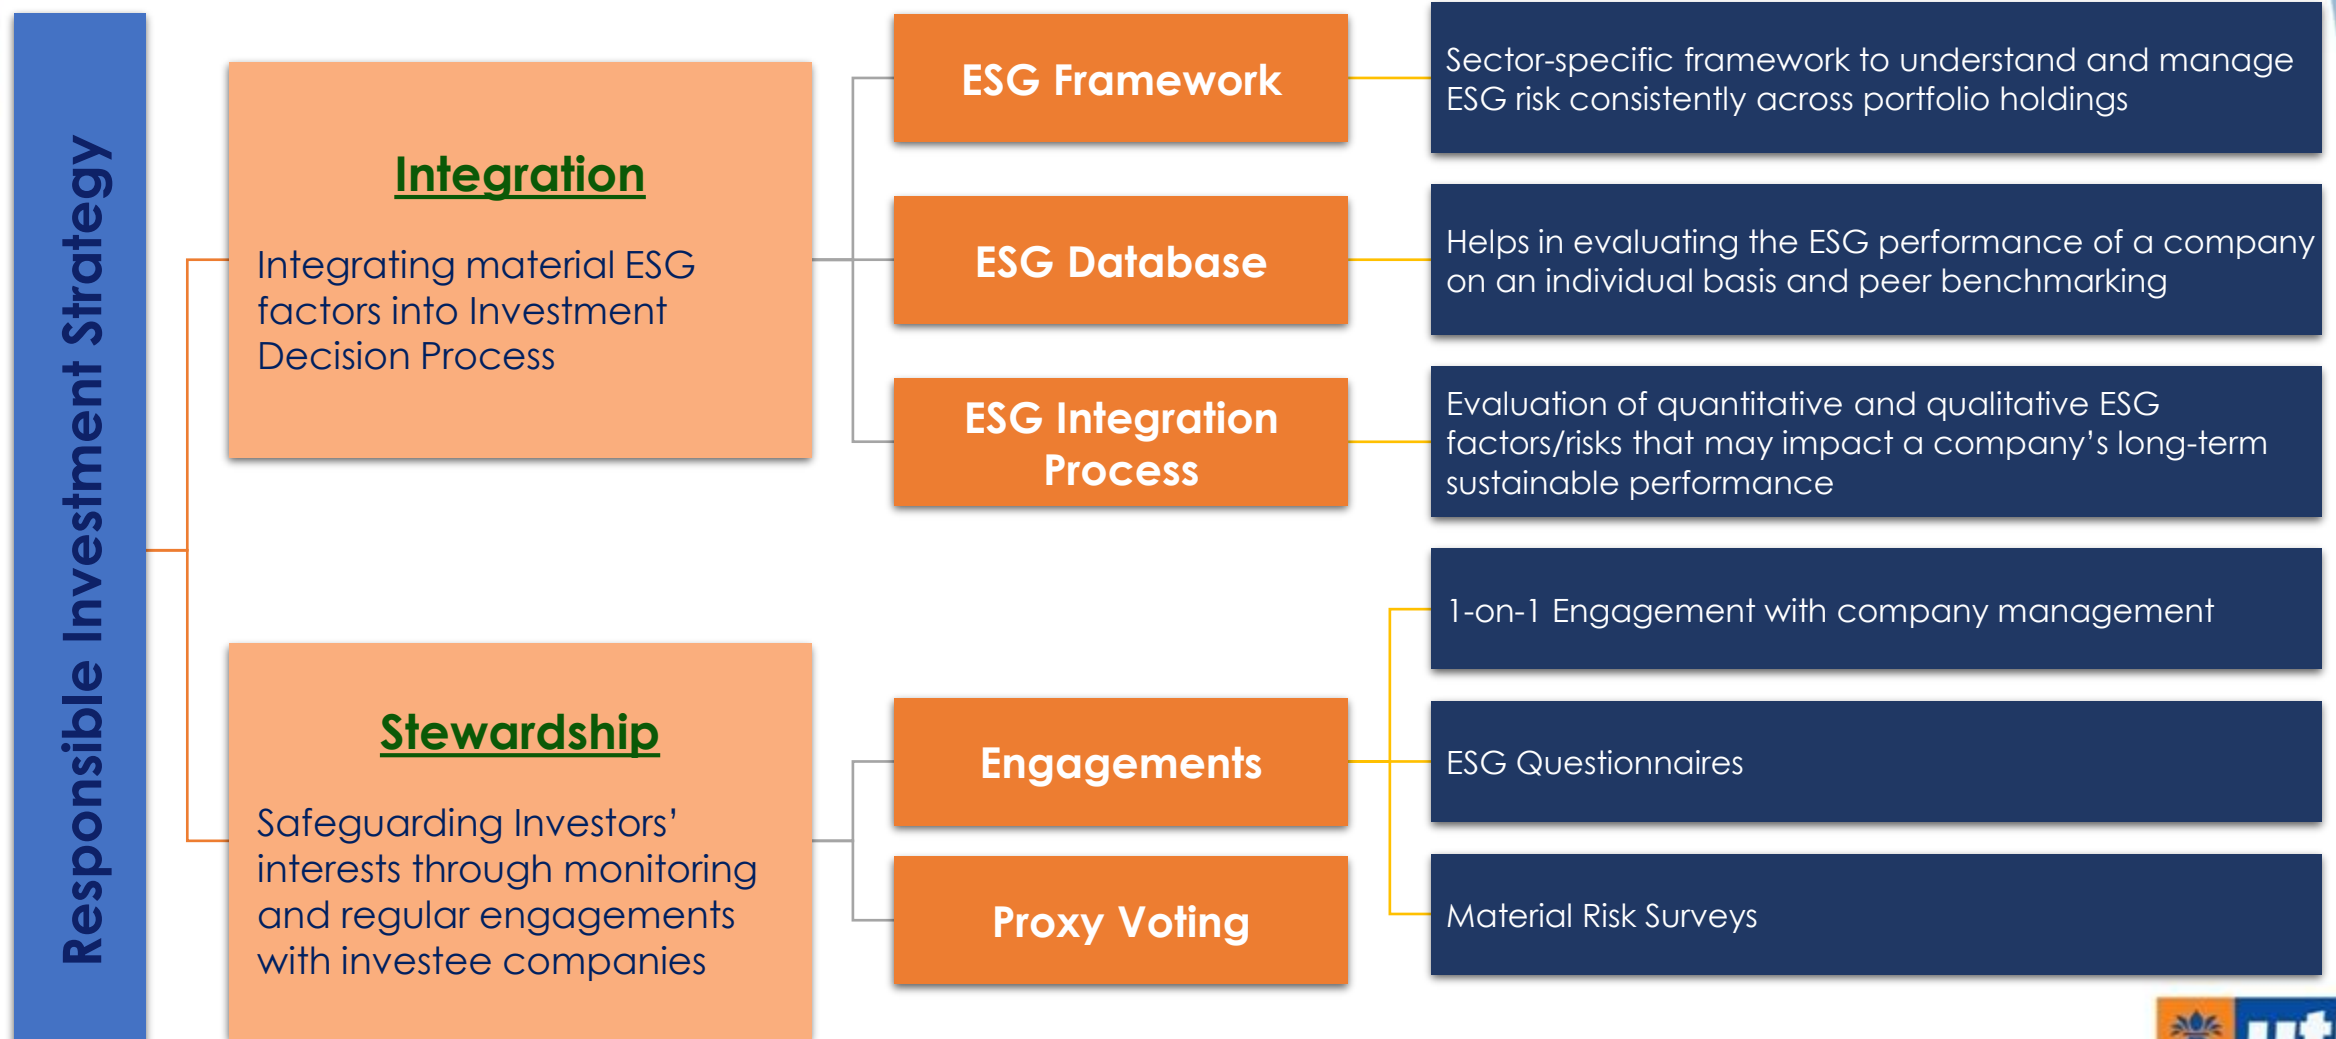 Responsible Investment Strategy
Integration
Integrating material ESG
factors into Investment
Decision Process
ESG Framework
Sector-specific framework to understand and manage
ESG risk consistently across portfolio holdings
ESG Database
Helps in evaluating the ESG performance of a company
on an individual basis and peer benchmarking
ESG Integration
Process
Evaluation of quantitative and qualitative ESG
factors/risks that may impact a company’s long-term
sustainable performance
Stewardship
Safeguarding Investors’
interests through monitoring
and regular engagements
with investee companies
Engagements
1-on-1 Engagement with company management
ESG Questionnaires
Material Risk Surveys
Proxy Voting